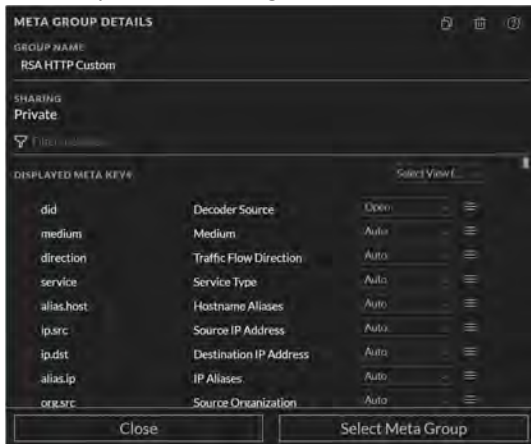 META GROUP DETAILS
GROUP NAME
RSA HTTP Custom
SHARING
Private
DISPLAYED META KEYS
Select View f...
did Decoder Source Open
medium Medium Auto
direction Traffic Flow Direction Auto
service Service Type Auto
alias.host Hostname Aliases Auto
ip.src Source IP Address Auto
ip.dst Destination IP Address Auto
alias.ip IP Aliases Auto
org.src Source Organization Auto
Close Select Meta Group